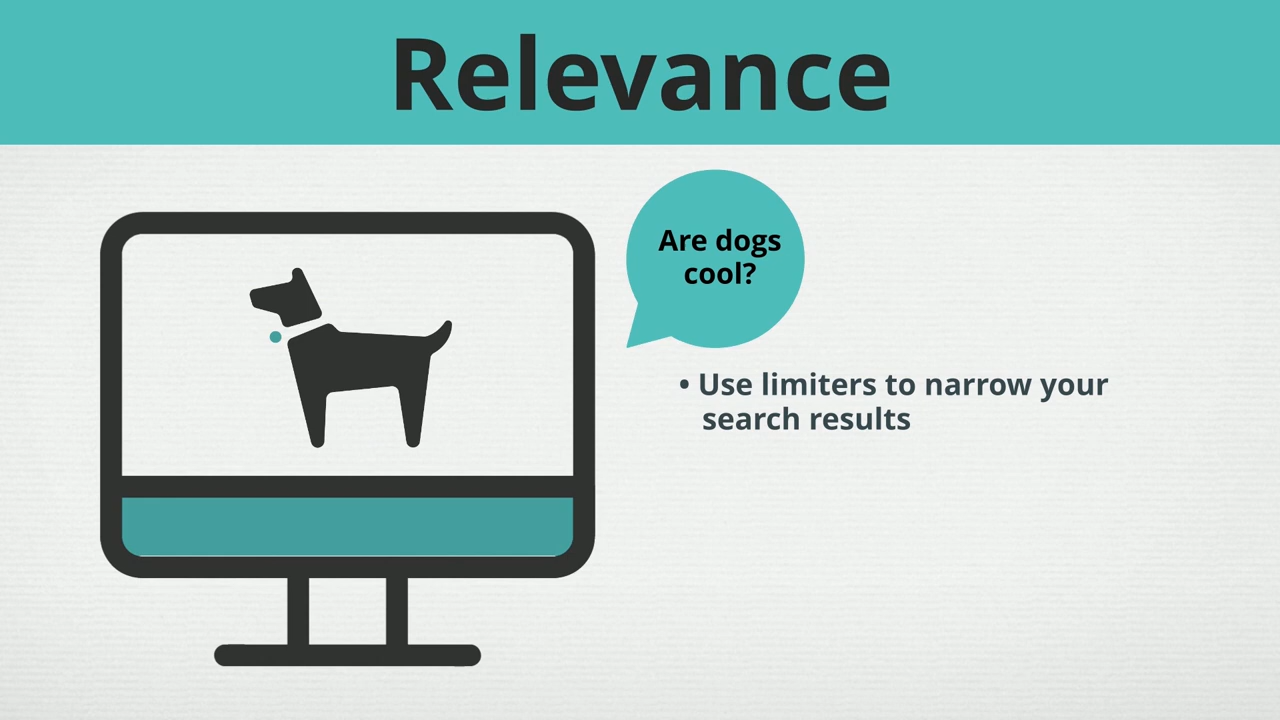 Relevance
Are dogs
cool?
• Use limiters to narrow your
search results